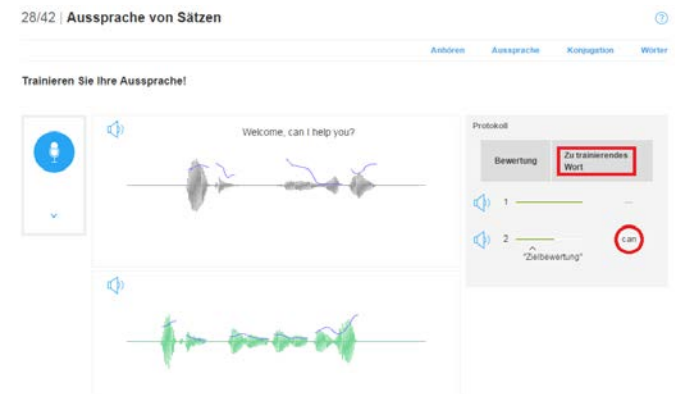 28/42 | Aussprache von Sätzen
Anhören Aussprache Konjugation Wörter
Trainieren Sie Ihre Aussprache!
Welcome, can I help you?
Protokoll
Bewertung Zu trainierendes
Wort
1 --
2 can
"Zielbewertung"